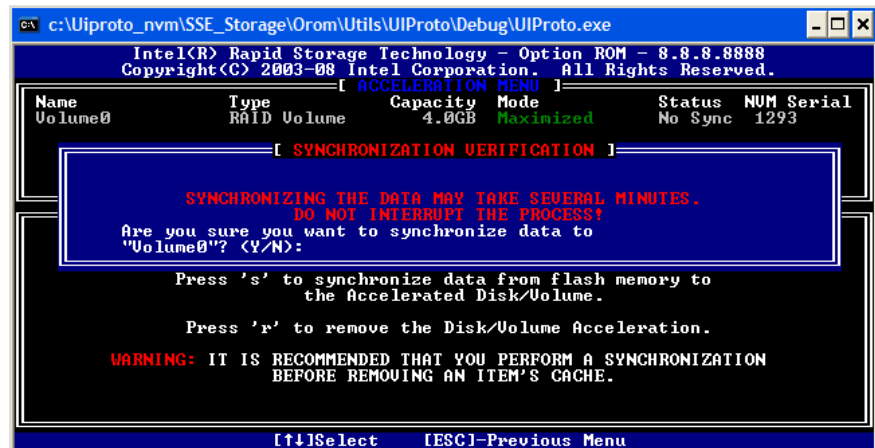 c:\Uiproto_nvm\SSE_Storage\Orom\Utils\UIProto\Debug\UIProto.exe
Intel(R) Rapid Storage Technology - Option ROM - 8.8.8.8888
Copyright(C) 2003-08 Intel Corporation. All Rights Reserved.
[ ACCELERATION MENU ]
Name Type Capacity Mode Status NVM Serial
Volume0 RAID Volume 4.0GB Maximized No Sync 1293
[ SYNCHRONIZATION VERIFICATION ]
SYNCHRONIZING THE DATA MAY TAKE SEVERAL MINUTES.
DO NOT INTERRUPT THE PROCESS!
Are you sure you want to synchronize data to
"Volume0"? (Y/N):
Press 's' to synchronize data from flash memory to
the Accelerated Disk/Volume.
Press 'r' to remove the Disk/Volume Acceleration.
WARNING: IT IS RECOMMENDED THAT YOU PERFORM A SYNCHRONIZATION
BEFORE REMOVING AN ITEM'S CACHE.
[↑↓]Select [ESC]-Previous Menu